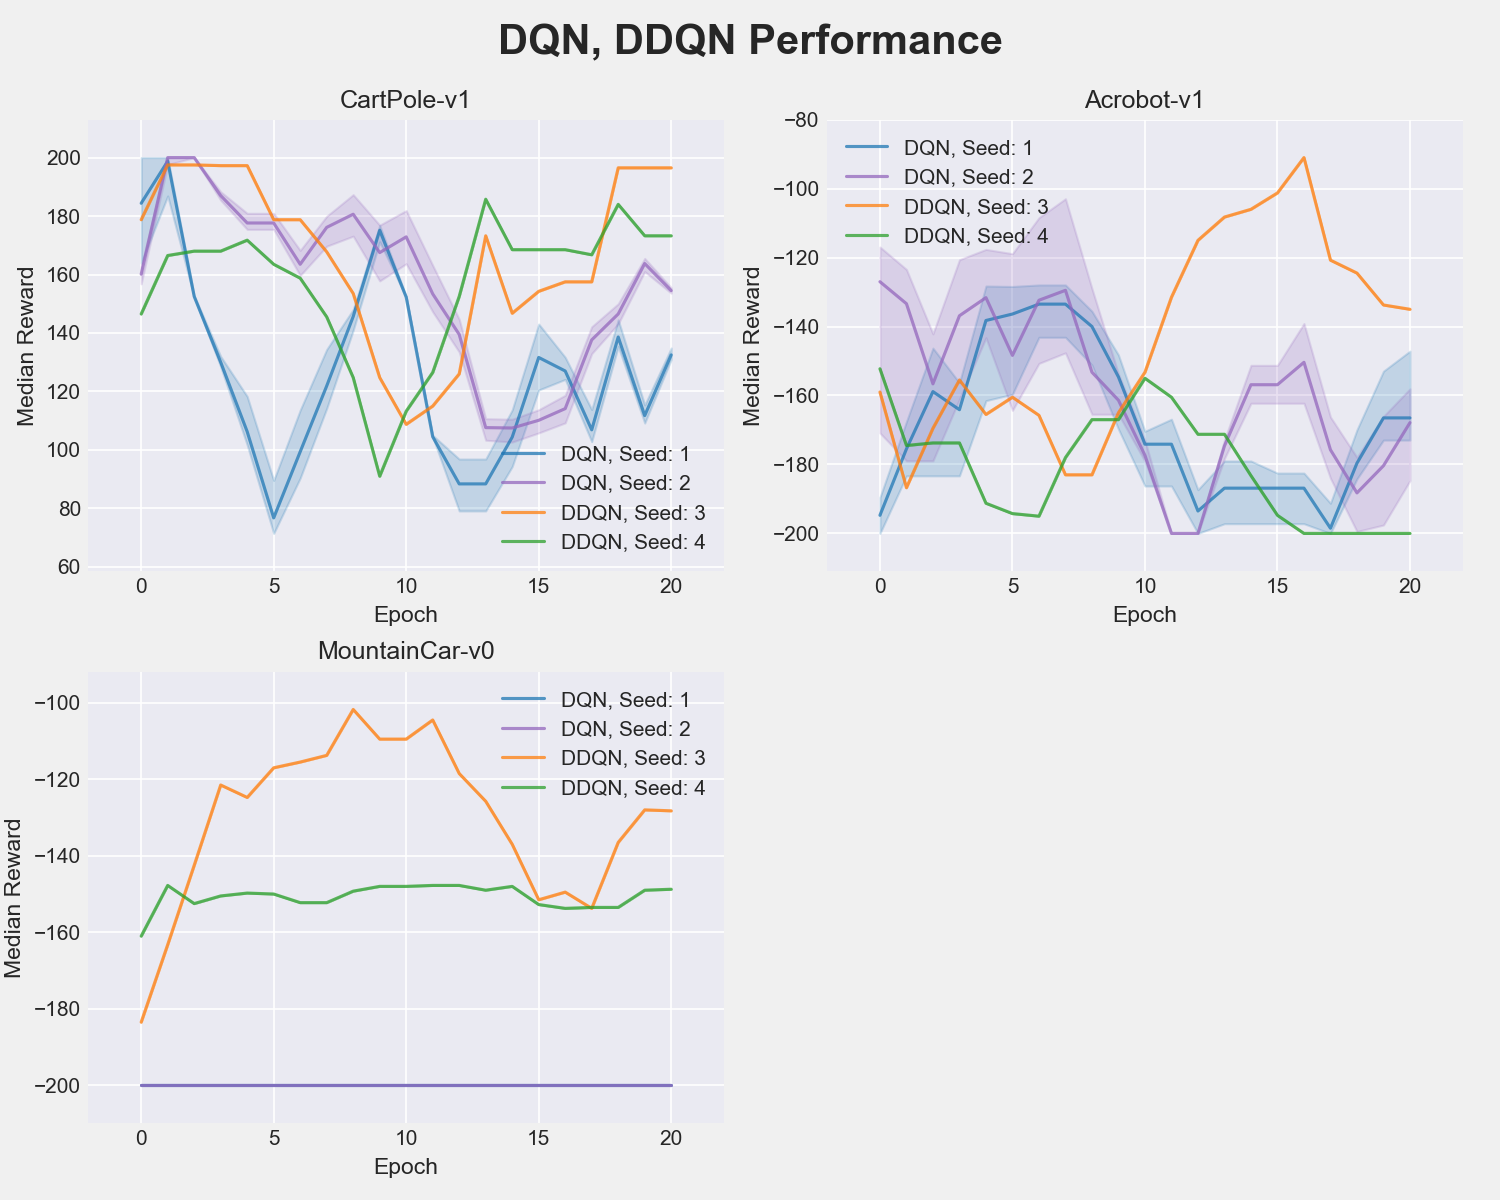 DQN, DDQN Performance
CartPole-v1
Median Reward
200
180
160
140
120
100
80
60
0 5 10 15 20
Epoch
DQN, Seed: 1
DQN, Seed: 2
DDQN, Seed: 3
DDQN, Seed: 4
Acrobot-v1
Median Reward
−80
−100
−120
−140
−160
−180
−200
0 5 10 15 20
Epoch
DQN, Seed: 1
DQN, Seed: 2
DDQN, Seed: 3
DDQN, Seed: 4
MountainCar-v0
Median Reward
−100
−120
−140
−160
−180
−200
0 5 10 15 20
Epoch
DQN, Seed: 1
DQN, Seed: 2
DDQN, Seed: 3
DDQN, Seed: 4